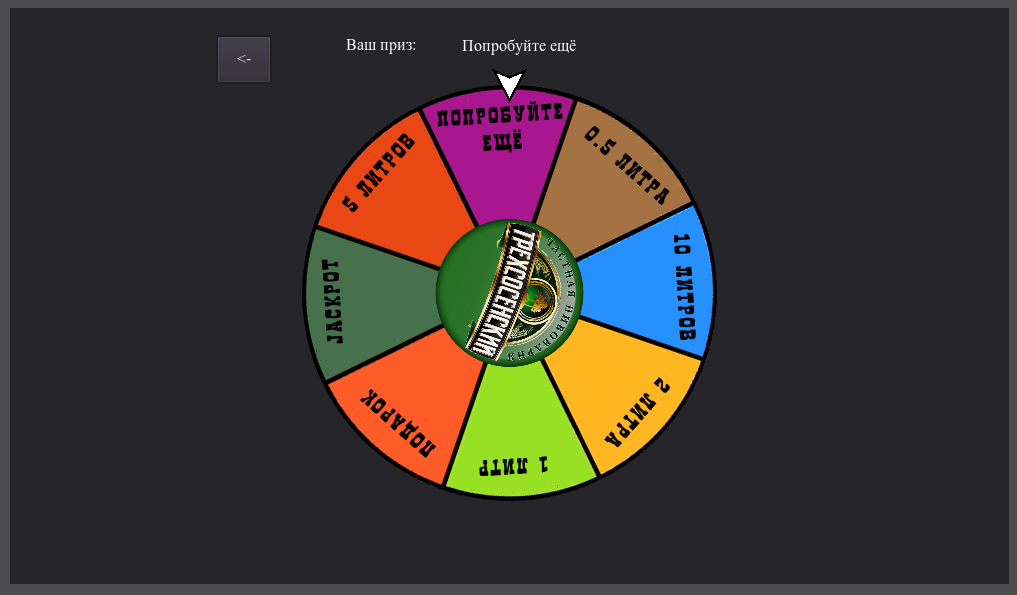 <-
Ваш приз:
Попробуйте ещё
ПОПРОБУЙТЕ
ЕЩЁ
0.5 ЛИТРА
10 ЛИТРОВ
2 ЛИТРА
1 ЛИТР
ПОДАРОК
JACKPOT
5 ЛИТРОВ
ТРЕХСОСЕНСКИЙ
ЧАСТНАЯ ПИВОВАРНЯ